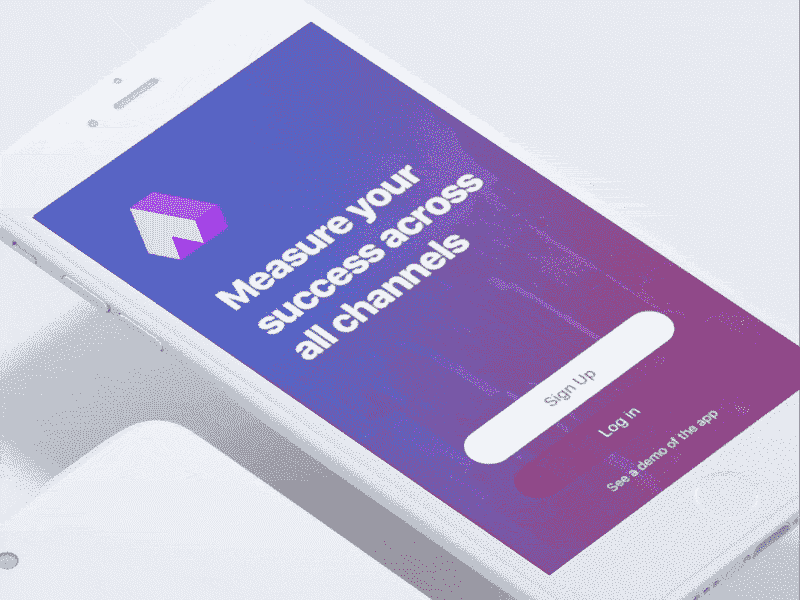 Measure your
success across
all channels
Sign Up
Log in
See a demo of the app